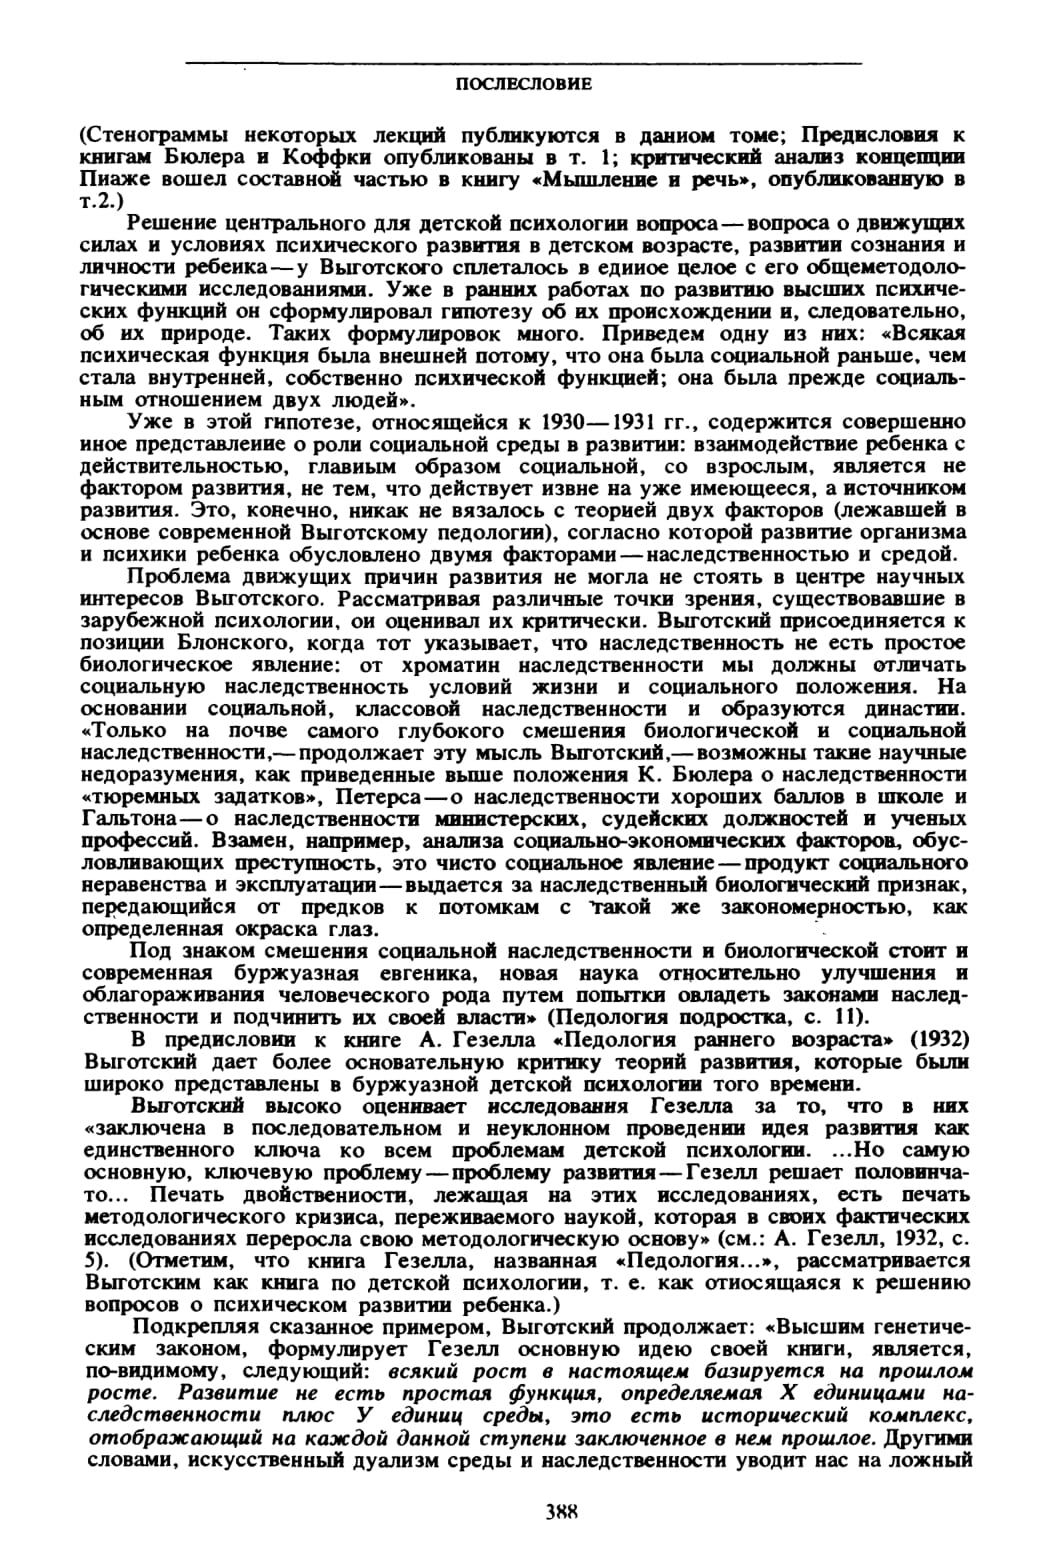 ПОСЛЕСЛОВИЕ
(Стенограммы некоторых лекций публикуются в даниом томе; Предисловия к
книгам Бюлера и Коффки опубликованы в т. 1; критический анализ концепции
Пиаже вошел составной частью в книгу «Мышление и речь», опубликованную в
т.2.)
Решение центрального для детской психологии вопроса—вопроса о движущих
силах и условиях психического развития в детском возрасте, развитии сознания и
личности ребеика—у Выготского сплеталось в едииое целое с его общеметодоло-
гическими исследованиями. Уже в ранних работах по развитию высших психиче-
ских функций он сформулировал гипотезу об их происхождении и, следовательно,
об их природе. Таких формулировок много. Приведем одну из них: «Всякая
психическая функция была внешней потому, что она была социальной раньше, чем
стала внутренней, собственно психической функцией; она была прежде социаль-
ным отношением двух людей».
Уже в этой гипотезе, относящейся к 1930—1931 гг., содержится совершенно
иное представлеиие о роли социальной среды в развитии: взаимодействие ребенка с
действительностью, главиым образом социальной, со взрослым, является не
фактором развития, не тем, что действует извне на уже имеющееся, а источником
развития. Это, конечно, никак не вязалось с теорией двух факторов (лежавшей в
основе современной Выготскому педологии), согласно которой развитие организма
и психики ребенка обусловлено двумя факторами—наследственностью и средой.
Проблема движущих причин развития не могла не стоять в центре научных
интересов Выготского. Рассматривая различные точки зрения, существовавшие в
зарубежной психологии, ои оценивал их критически. Выготский присоединяется к
позиции Блонского, когда тот указывает, что наследственность не есть простое
биологическое явление: от хроматин наследственности мы должны отличать
социальную наследственность условий жизни и социального положения. На
основании социальной, классовой наследственности и образуются династии.
«Только на почве самого глубокого смешения биологической и социальной
наследственности,—продолжает эту мысль Выготский,—возможны такие научные
недоразумения, как приведенные выше положения К. Бюлера о наследственности
«тюремных задатков», Петерса—о наследственности хороших баллов в школе и
Гальтона—о наследственности министерских, судейских должностей и ученых
профессий. Взамен, например, анализа социально-экономических факторов, обус-
ловливающих преступность, это чисто социальное явление—продукт социального
неравенства и эксплуатации—выдается за наследственный биологический признак,
передающийся от предков к потомкам с такой же закономерностью, как
определенная окраска глаз.
Под знаком смешения социальной наследственности и биологической стоит и
современная буржуазная евгеника, новая наука относительно улучшения и
облагораживания человеческого рода путем попытки овладеть законами наслед-
ственности и подчинить их своей власти» (Педология подростка, с. 11).
В предисловии к книге А. Гезелла «Педология раннего возраста» (1932)
Выготский дает более основательную критику теорий развития, которые были
широко представлены в буржуазной детской психологии того времени.
Выготский высоко оценивает исследования Гезелла за то, что в них
«заключена в последовательном и неуклонном проведении идея развития как
единственного ключа ко всем проблемам детской психологии. ...Но самую
основную, ключевую проблему—проблему развития—Гезелл решает половинча-
то... Печать двойствениости, лежащая на этих исследованиях, есть печать
методологического кризиса, переживаемого наукой, которая в своих фактических
исследованиях переросла свою методологическую основу» (см.: А. Гезелл, 1932, с.
5). (Отметим, что книга Гезелла, названная «Педология...», рассматривается
Выготским как книга по детской психологии, т. е. как отиосящаяся к решению
вопросов о психическом развитии ребенка.)
Подкрепляя сказанное примером, Выготский продолжает: «Высшим генетиче-
ским законом, формулирует Гезелл основную идею своей книги, является,
по-видимому, следующий: всякий рост в настоящем базируется на прошлом
росте. Развитие не есть простая функция, определяемая X единицами на-
следственности плюс У единиц среды, это есть исторический комплекс,
отображающий на каждой данной ступени заключенное в нем прошлое. Другими
словами, искусственный дуализм среды и наследственности уводит нас на ложный
388